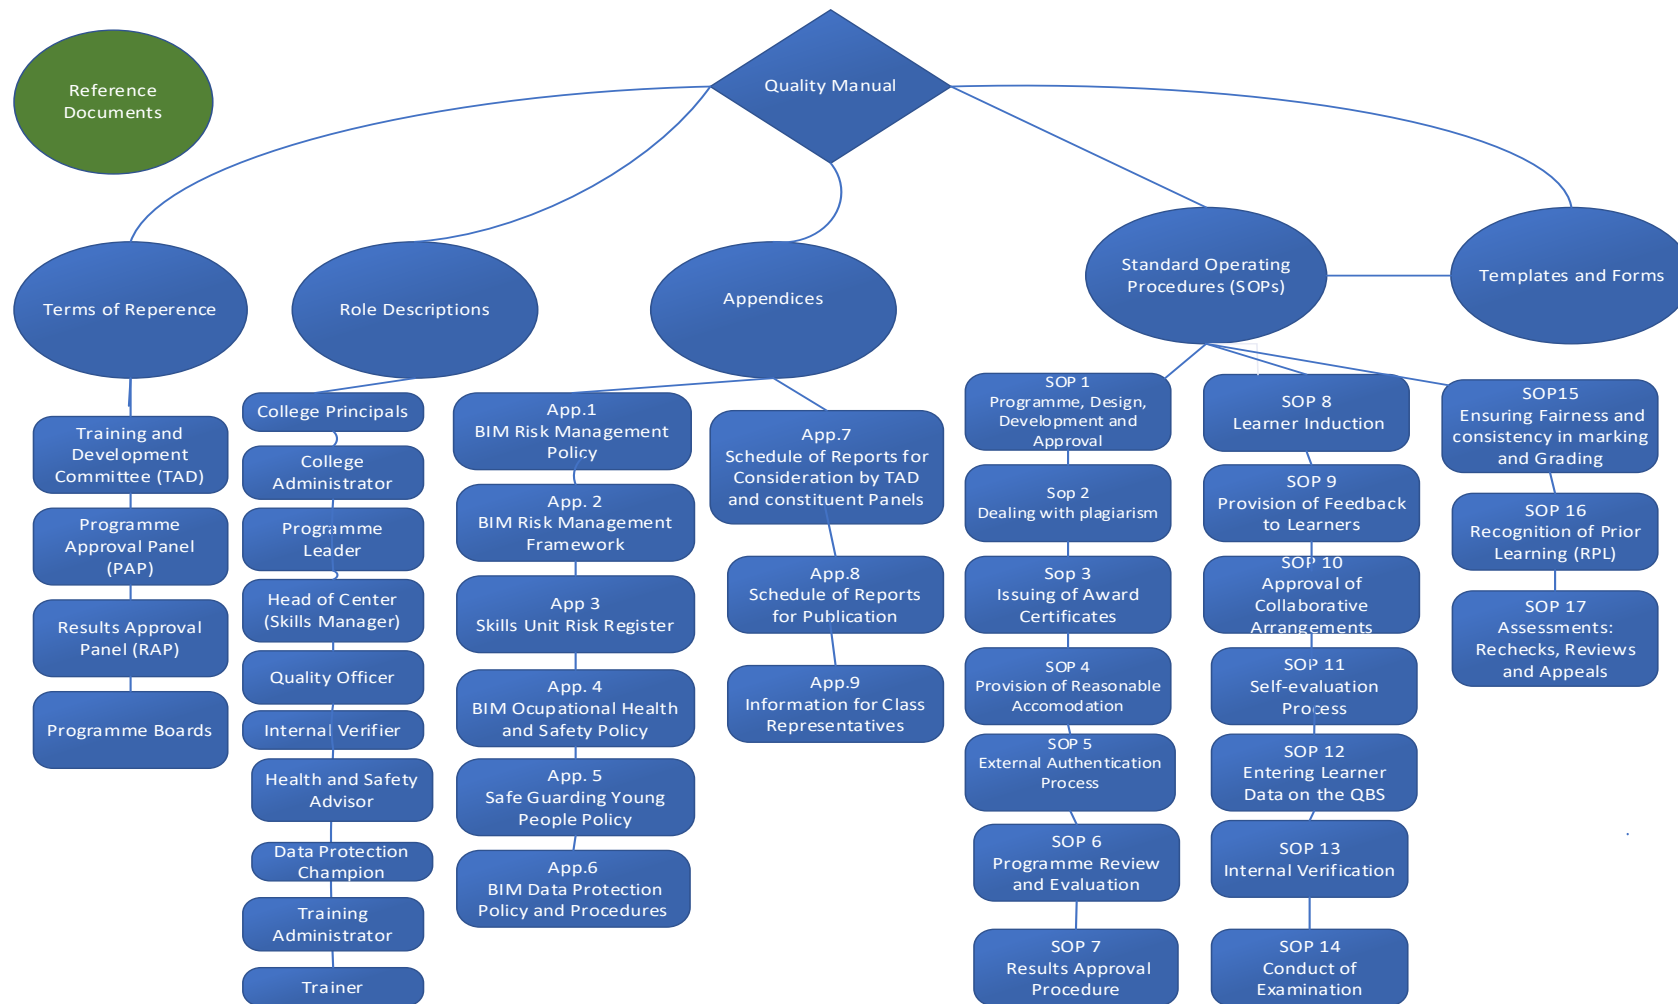 Reference
Documents
Quality Manual
Terms of Reperence
Role Descriptions
Appendices
Standard Operating
Procedures (SOPs)
Templates and Forms
Training and
Development
Committee (TAD)
Programme
Approval Panel
(PAP)
Results Approval
Panel (RAP)
Programme Boards
College Principals
College
Administrator
Programme
Leader
Head of Center
(Skills Manager)
Quality Officer
Internal Verifier
Health and Safety
Advisor
Data Protection
Champion
Training
Administrator
Trainer
App.1
BIM Risk Management
Policy
App. 2
BIM Risk Management
Framework
App 3
Skills Unit Risk Register
App. 4
BIM Ocupational Health
and Safety Policy
App. 5
Safe Guarding Young
People Policy
App.6
BIM Data Protection
Policy and Procedures
App.7
Schedule of Reports for
Consideration by TAD
and constituent Panels
App.8
Schedule of Reports
for Publication
App.9
Information for Class
Representatives
SOP 1
Programme, Design,
Development and
Approval
Sop 2
Dealing with plagiarism
Sop 3
Issuing of Award
Certificates
SOP 4
Provision of Reasonable
Accomodation
SOP 5
External Authentication
Process
SOP 6
Programme Review
and Evaluation
SOP 7
Results Approval
Procedure
SOP 8
Learner Induction
SOP 9
Provision of Feedback
to Learners
SOP 10
Approval of
Collaborative
Arrangements
SOP 11
Self-evaluation
Process
SOP 12
Entering Learner
Data on the QBS
SOP 13
Internal Verification
SOP 14
Conduct of
Examination
SOP15
Ensuring Fairness and
consistency in marking
and Grading
SOP 16
Recognition of Prior
Learning (RPL)
SOP 17
Assessments:
Rechecks, Reviews
and Appeals